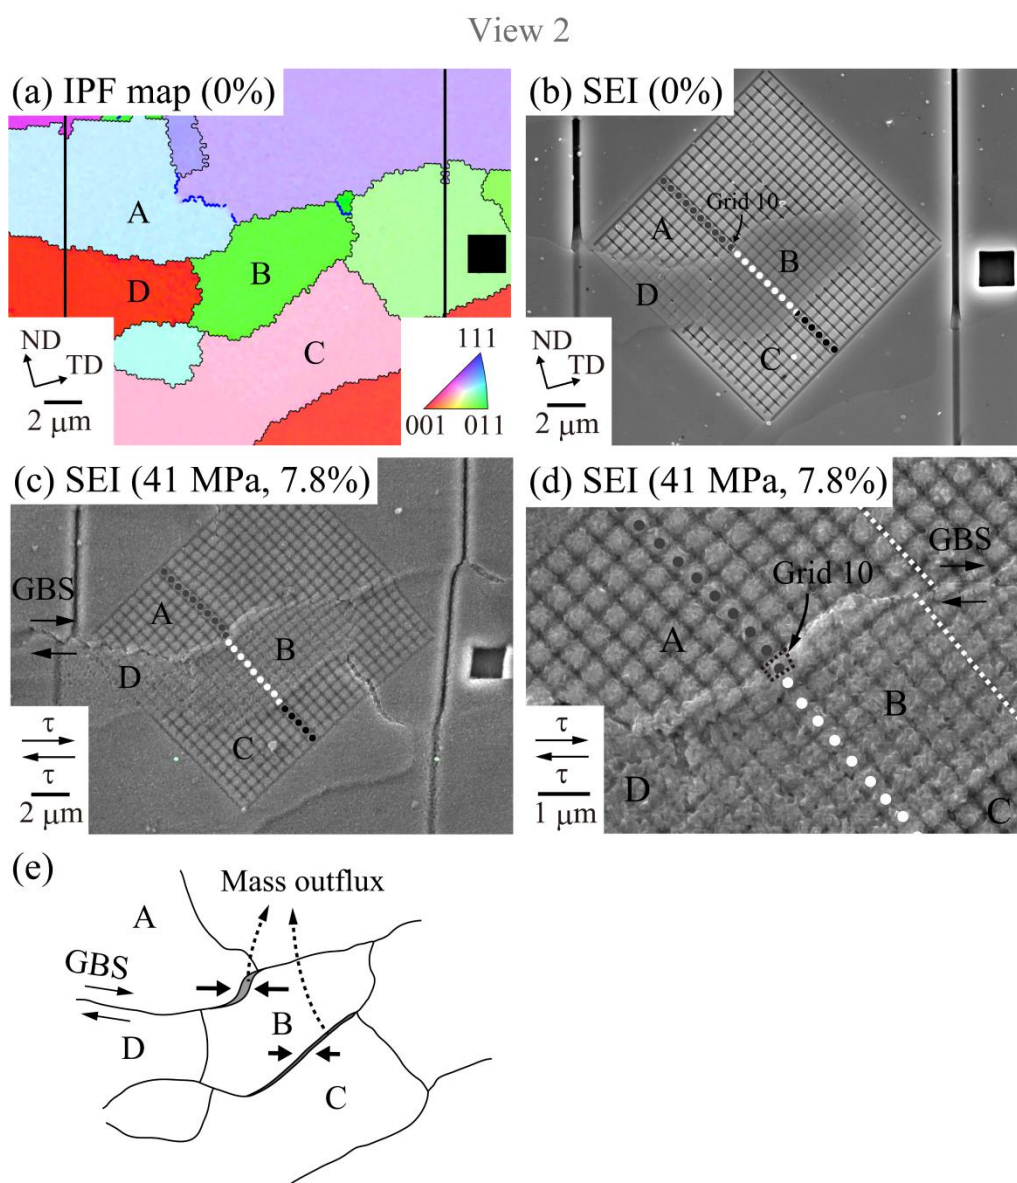 View 2
(a) IPF map (0%)
A
B
D
C
ND
TD
2 μm
111
001 011
(b) SEI (0%)
Grid 10
A
B
D
C
ND
TD
2 μm
(c) SEI (41 MPa, 7.8%)
GBS
A
B
D
C
τ
τ
2 μm
(d) SEI (41 MPa, 7.8%)
GBS
Grid 10
A
B
D
C
τ
τ
1 μm
(e)
Mass outflux
A
GBS
B
D
C